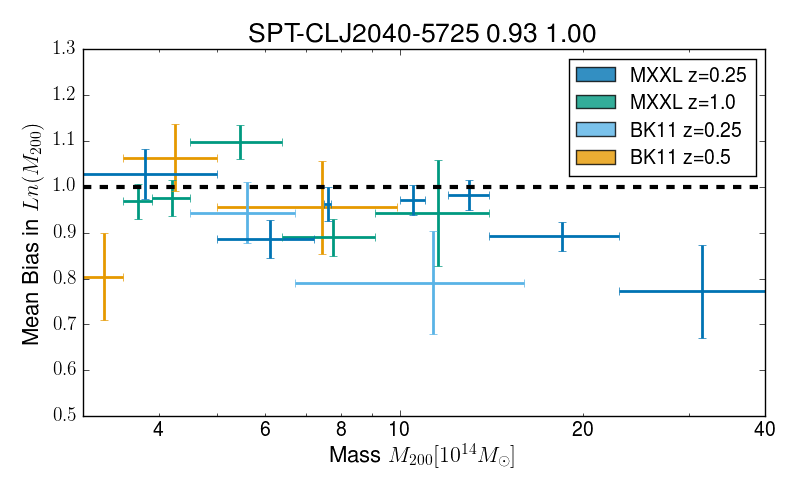 SPT-CLJ2040-5725 0.93 1.00
1.3
1.2
1.1
1.0
0.9
0.8
0.7
0.6
0.5
Mean Bias in Ln(M₂₀₀)
MXXL z=0.25
MXXL z=1.0
BK11 z=0.25
BK11 z=0.5
4 6 8 10 20 40
Mass M₂₀₀[10¹⁴M☉]